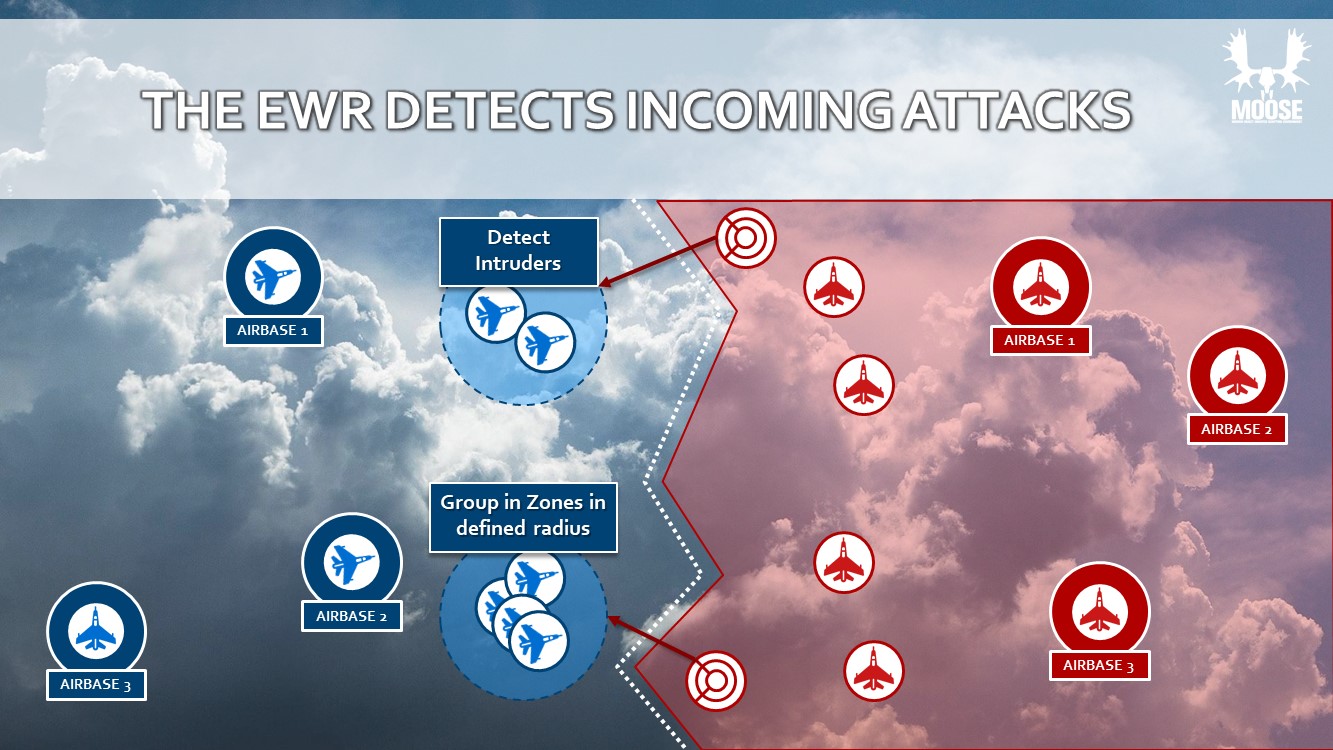 THE EWR DETECTS INCOMING ATTACKS
MOOSE
Detect
Intruders
AIRBASE 1
AIRBASE 1
AIRBASE 2
Group in Zones in
defined radius
AIRBASE 2
AIRBASE 3
AIRBASE 3